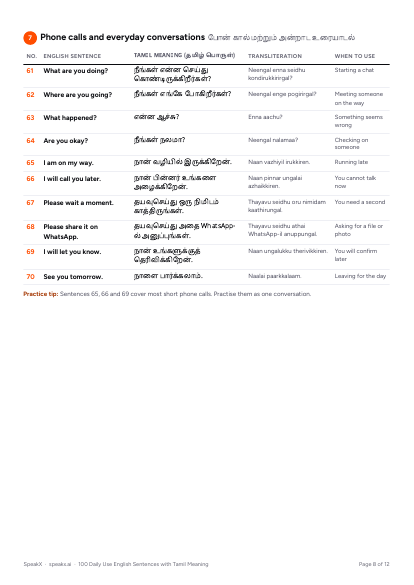 7 Phone calls and everyday conversations போன் கால் மற்றும் அன்றாட உரையாடல்
NO. ENGLISH SENTENCE TAMIL MEANING (தமிழ் பொருள்) TRANSLITERATION WHEN TO USE
61 What are you doing? நீங்கள் என்ன செய்து Neengal enna seidhu Starting a chat
கொண்டிருக்கிறீர்கள்? kondirukkiringal?
62 Where are you going? நீங்கள் எங்கே போகிறீர்கள்? Neengal enge pogirirgal? Meeting someone
on the way
63 What happened? என்ன ஆச்சு? Enna aachu? Something seems
wrong
64 Are you okay? நீங்கள் நலமா? Neengal nalamaa? Checking on
someone
65 I am on my way. நான் வழியில் இருக்கிறேன். Naan vazhiyil irukkiren. Running late
66 I will call you later. நான் பின்னர் உங்களை Naan pinnar ungalai You cannot talk
அழைக்கிறேன். azhaikkiren. now
67 Please wait a moment. தயவுசெய்து ஒரு நிமிடம் Thayavu seidhu oru nimidam You need a second
காத்திருங்கள். kaathirungal.
68 Please share it on தயவுசெய்து அதை WhatsApp- Thayavu seidhu athai Asking for a file or
WhatsApp. ல் அனுப்புங்கள். WhatsApp-il anuppungal. photo
69 I will let you know. நான் உங்களுக்குத் Naan ungalukku therivikkiren. You will confirm
தெரிவிக்கிறேன். later
70 See you tomorrow. நாளை பார்க்கலாம். Naalai paarkkalaam. Leaving for the day
Practice tip: Sentences 65, 66 and 69 cover most short phone calls. Practise them as one conversation.
SpeakX · speakx.ai · 100 Daily Use English Sentences with Tamil Meaning Page 8 of 12